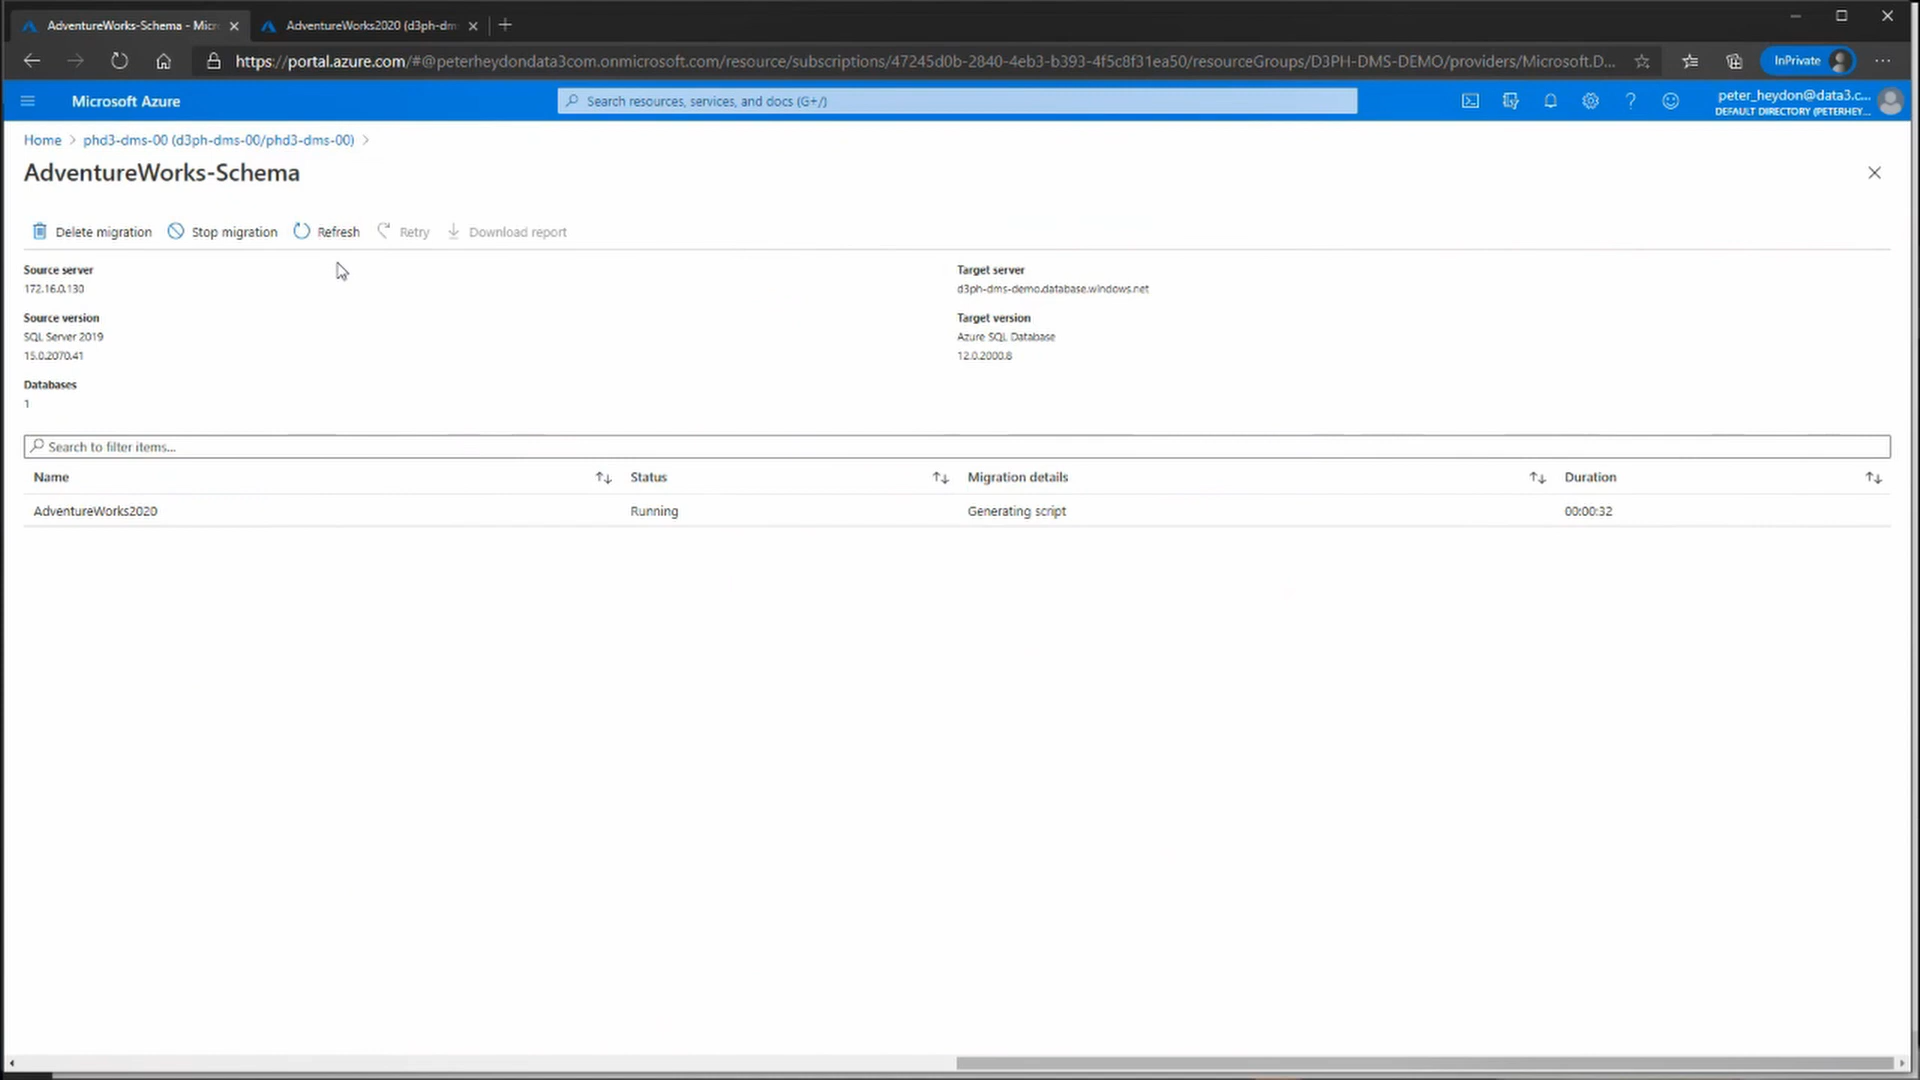 AdventureWorks-Schema - Micr
AdventureWorks2020 (d3ph-dm
https://portal.azure.com/#@peterheydondata3com.onmicrosoft.com/resource/subscriptions/47245d0b-2840-4eb3-b393-4f5c8f31ea50/resourceGroups/D3PH-DMS-DEMO/providers/Microsoft.D...
InPrivate
Microsoft Azure
Search resources, services, and docs (G+/)
peter_heydon@data3.c...
DEFAULT DIRECTORY (PETERHEY...
Home > phd3-dms-00 (d3ph-dms-00/phd3-dms-00) >
AdventureWorks-Schema
Delete migration Stop migration Refresh Retry Download report
Source server
172.16.0.130
Source version
SQL Server 2019
15.0.2070.41
Databases
1
Target server
d3ph-dms-demo.database.windows.net
Target version
Azure SQL Database
12.0.2000.8
Search to filter items...
Name Status Migration details Duration
AdventureWorks2020 Running Generating script 00:00:32